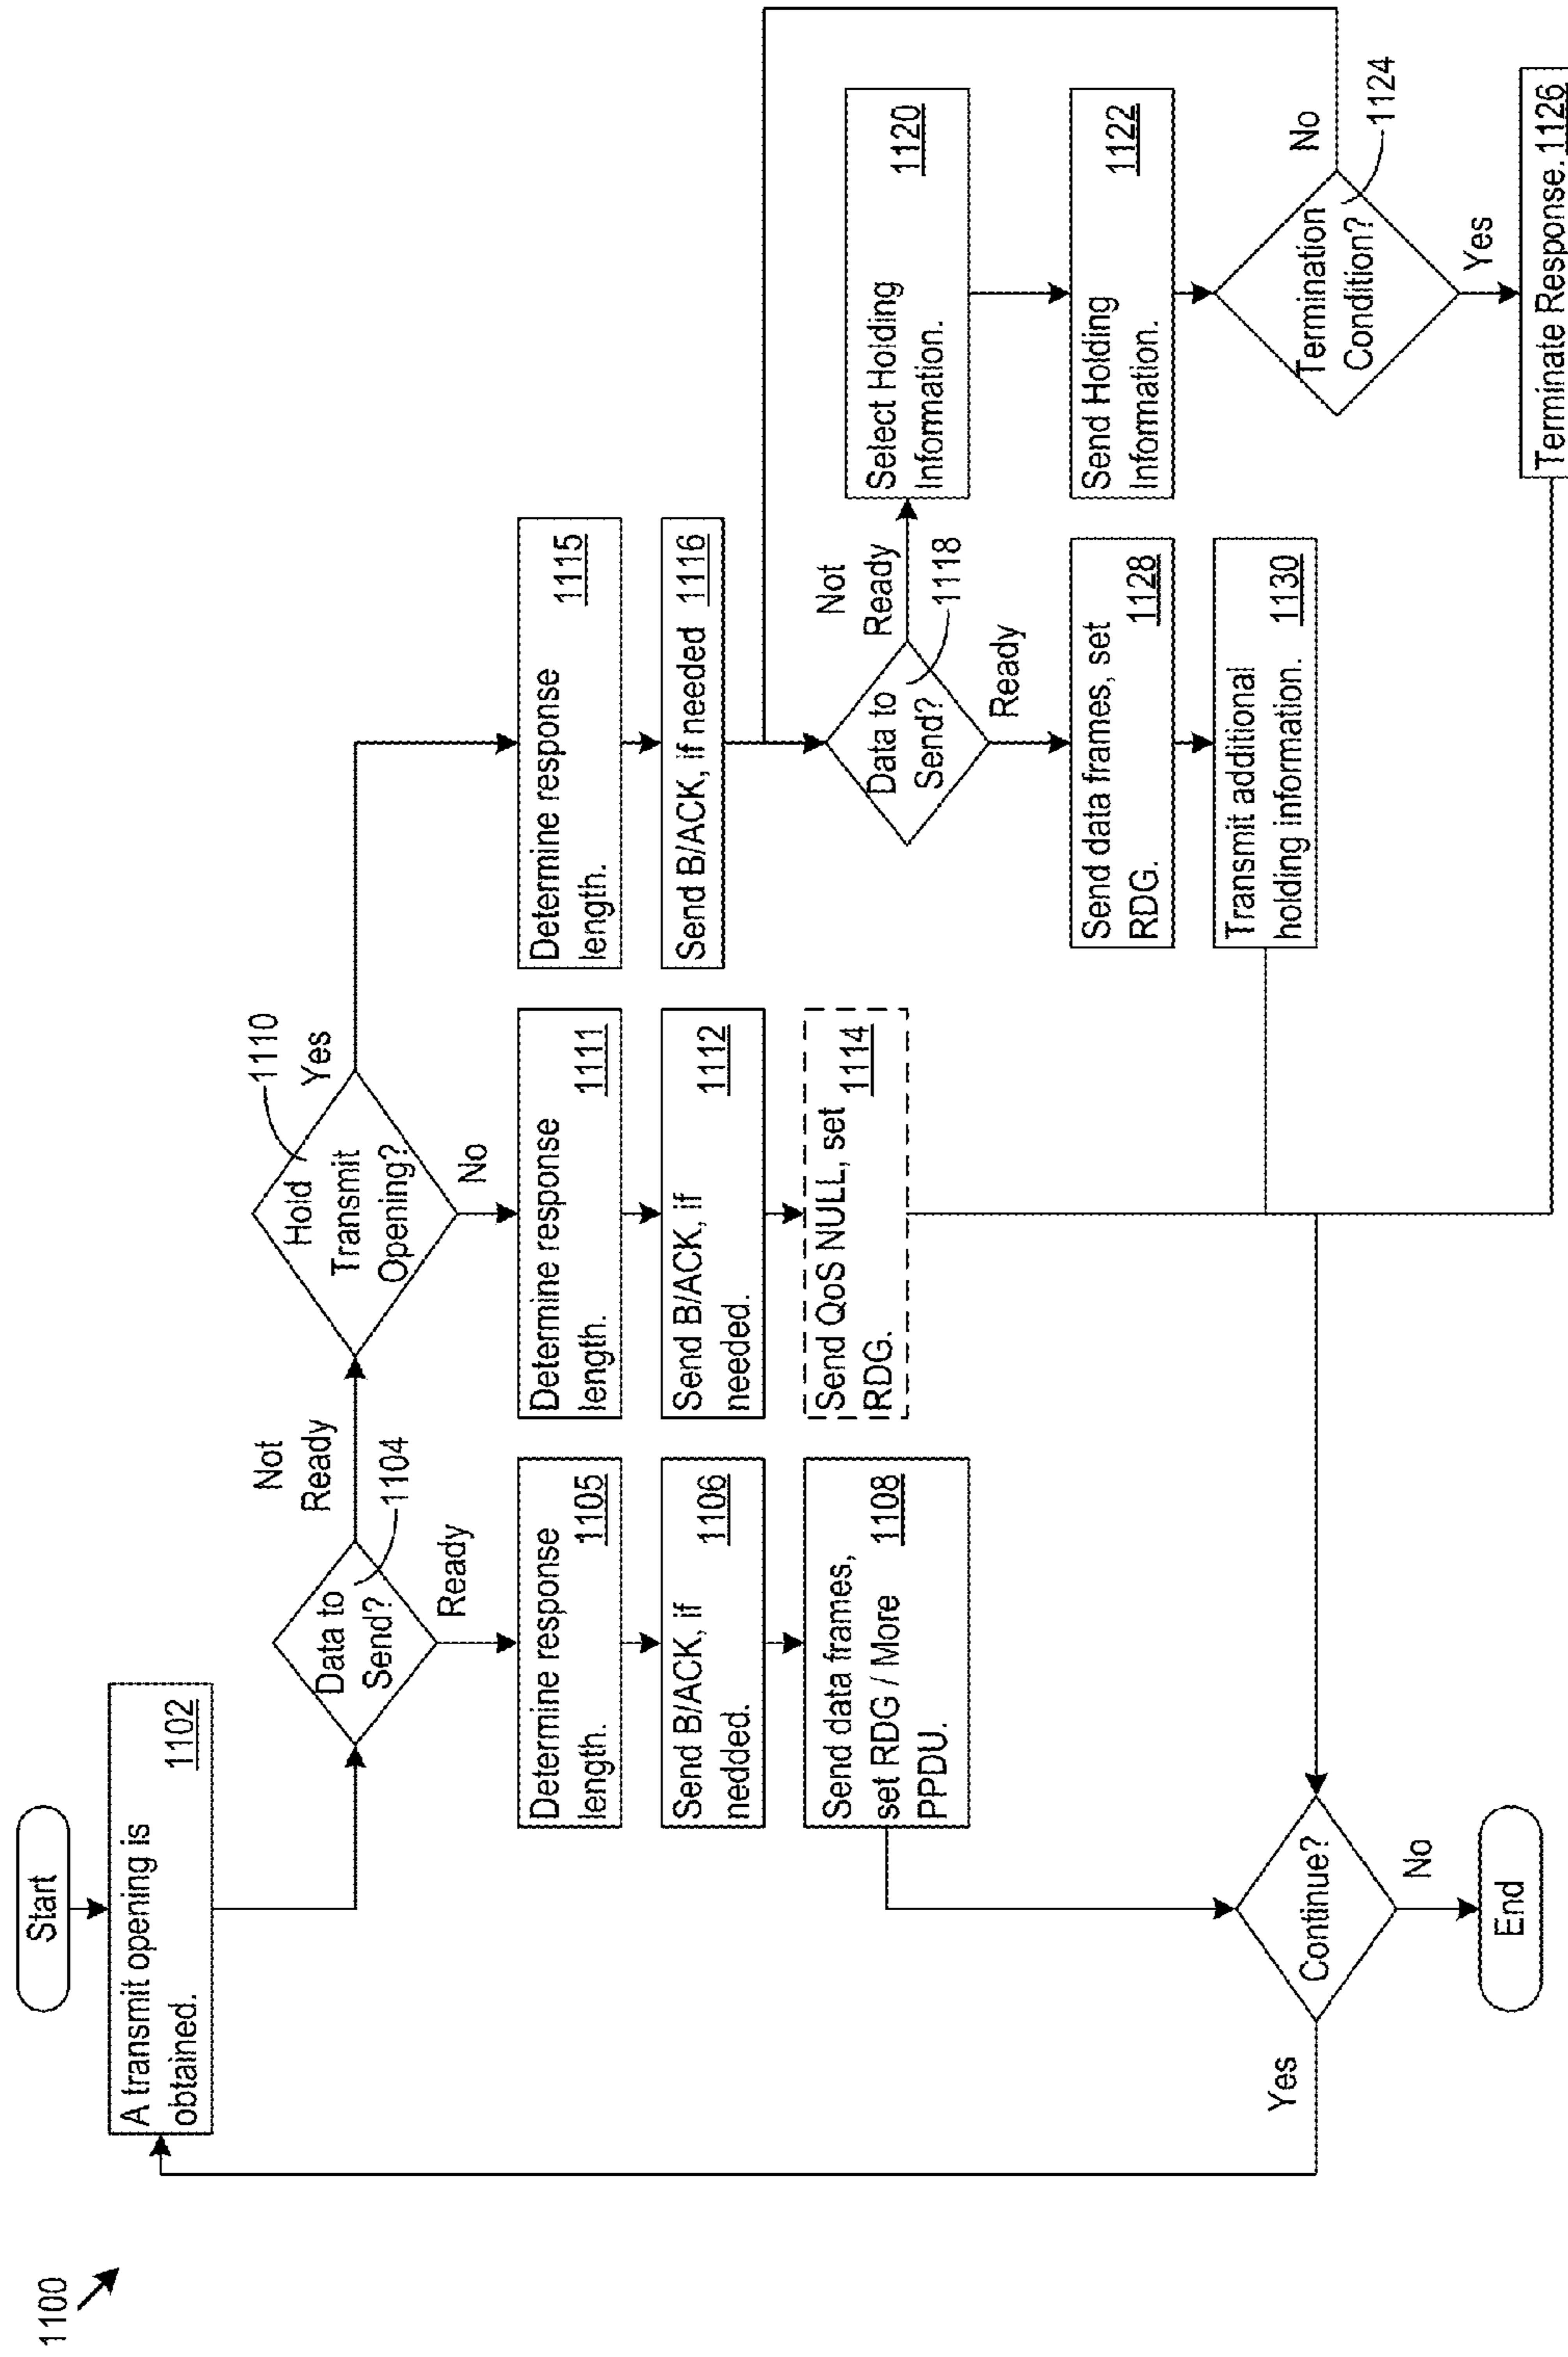 1100
Start
A transmit opening is
obtained. 1102
Data to
Send?
1104
Not
Ready
Ready
Hold
Transmit
Opening?
1110
Yes
No
Determine response
length. 1105
Send B/ACK, if
nedded. 1106
Send data frames,
set RDG / More 1108
PPDU.
Determine response
length. 1111
Send B/ACK, if
needed. 1112
Send QoS NULL, set
RDG. 1114
Determine response
length. 1115
Send B/ACK, if needed 1116
Data to
Send?
1118
Not
Ready
Ready
Select Holding
Information. 1120
Send Holding
Information. 1122
Termination
Condition?
1124
No
Yes
Terminate Response. 1126
Send data frames, set
RDG. 1128
Transmit additional
holding information. 1130
Continue?
Yes
No
End